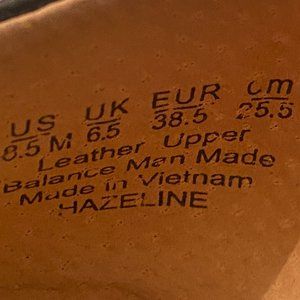 US UK EUR cm
8.5 M 6.5 38.5 25.5
Leather Upper
Balance Man Made
Made in Vietnam
HAZELINE